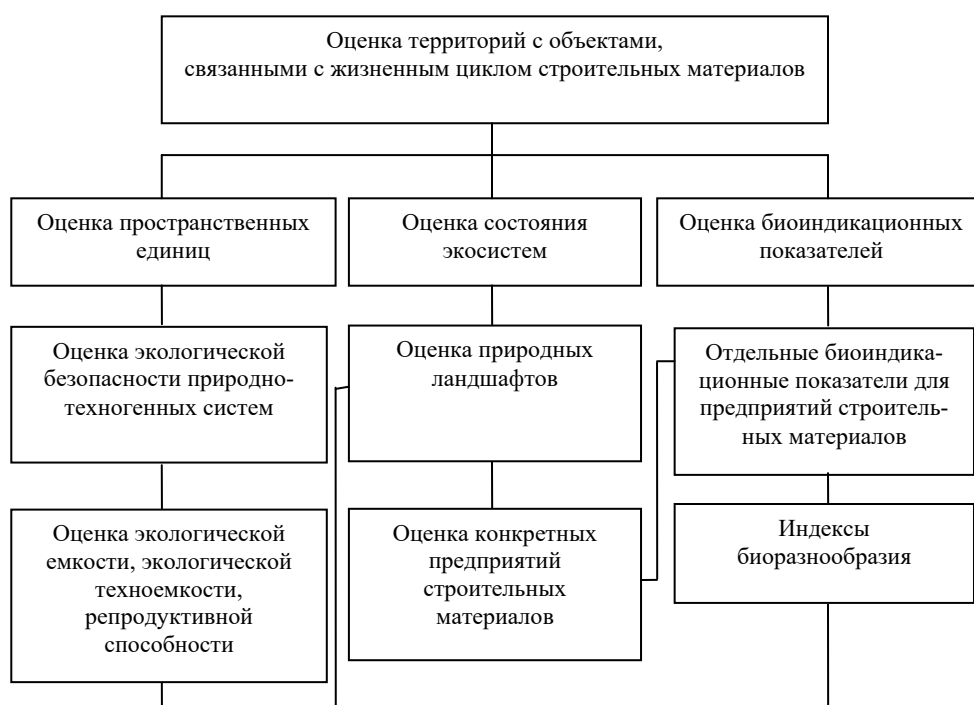 Оценка территорий с объектами,
связанными с жизненным циклом строительных материалов
Оценка пространственных
единиц
Оценка состояния
экосистем
Оценка биоиндикационных
показателей
Оценка экологической
безопасности природно-
техногенных систем
Оценка природных
ландшафтов
Отдельные биоиндика-
ционные показатели для
предприятий строитель-
ных материалов
Оценка экологической
емкости, экологической
техноемкости,
репродуктивной
способности
Оценка конкретных
предприятий
строительных
материалов
Индексы
биоразнообразия